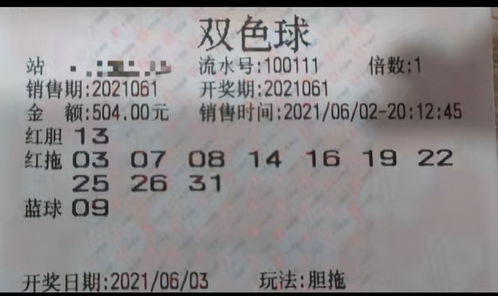 双色球
站 流水号:100111 倍数:1
销售期:2021061 开奖期:2021061
金 额:504.00元 销售时间:2021/06/02-20:12:45
红胆 13
红拖 03 07 08 14 16 19 22
25 26 31
蓝球 09
开奖日期:2021/06/03 玩法:胆拖